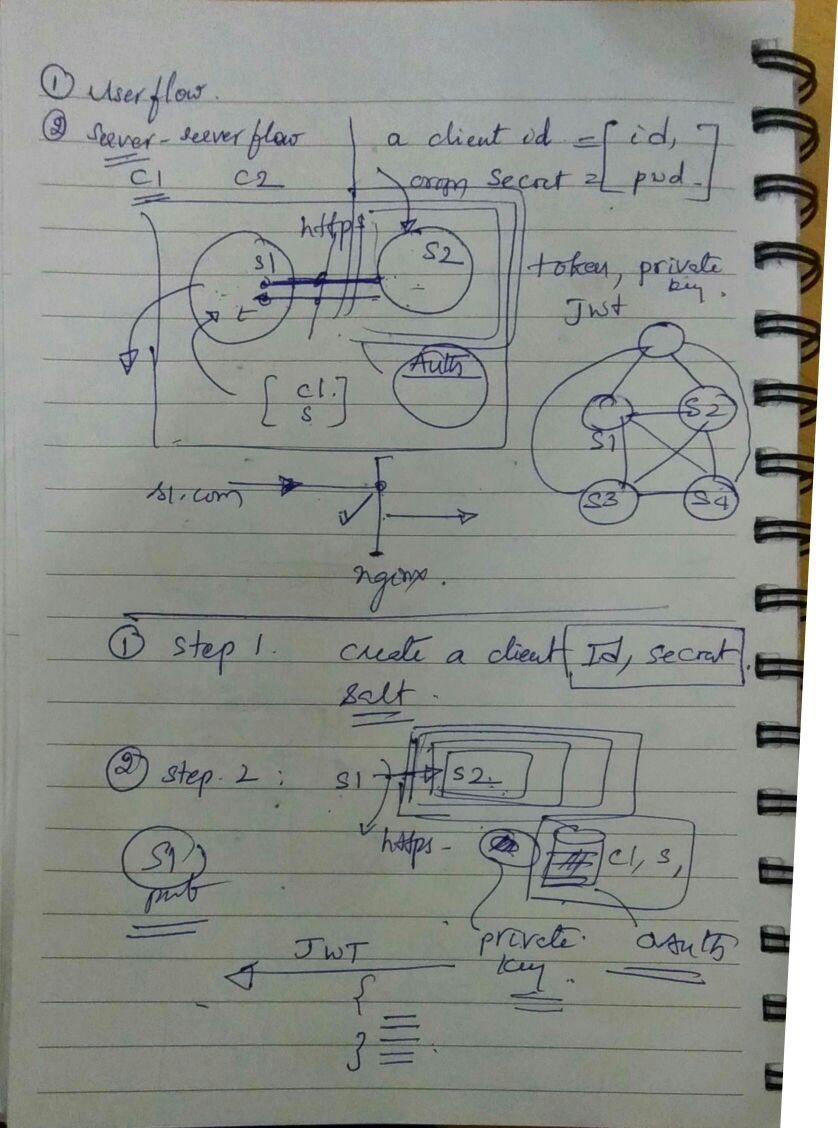 ① User flow.
② Server-server flow
a client id = [id,
C1 C2
secret = pwd]
https
S1
S2
t
token, private key.
JWT
Auth
[C1. S]
S1
S2
S3
S4
s1.com
nginx.
① Step 1. create a client Id, secret.
salt.
② Step. 2 : S1 S2.
https -
S1
C1, S,
pub
private key.
OAuth
JWT
{
}